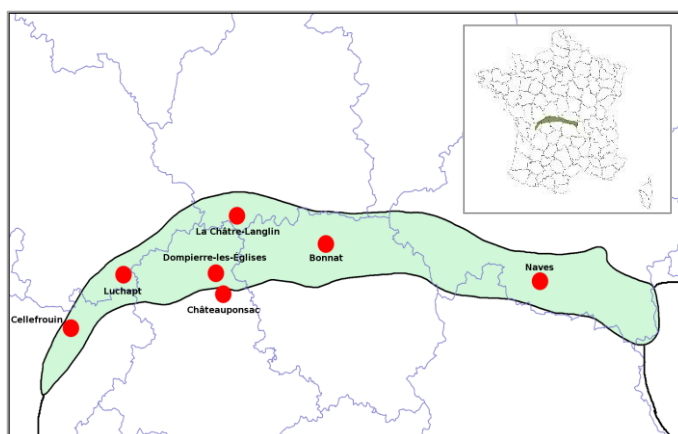 La Châtre-Langlin
Dompierre-les-Églises
Bonnat
Naves
Luchapt
Châteauponsac
Cellefrouin